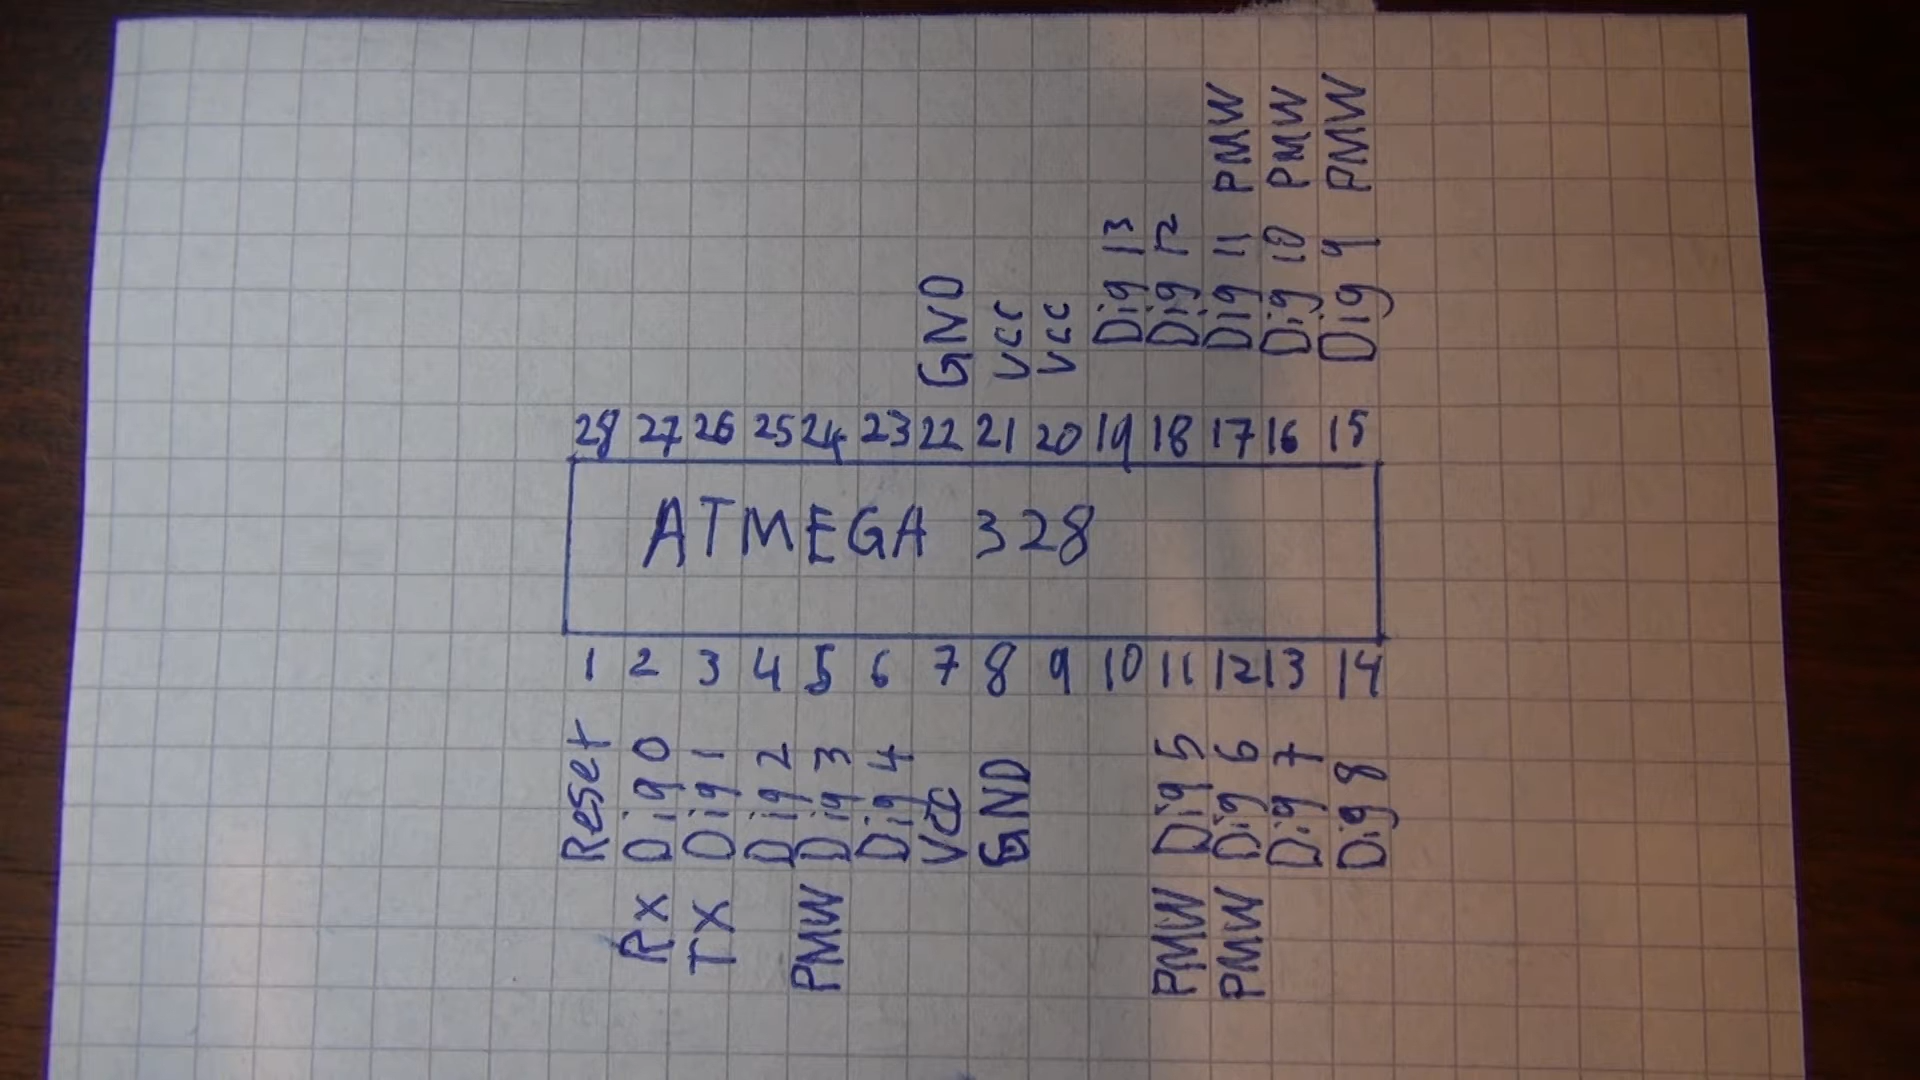 PMW PMW PMW
GND VCC VCC Dig 13 Dig 12 Dig 11 Dig 10 Dig 9
28 27 26 25 24 23 22 21 20 19 18 17 16 15
ATMEGA 328
1 2 3 4 5 6 7 8 9 10 11 12 13 14
Reset Dig 0 Dig 1 Dig 2 Dig 3 Dig 4 VCC GND Dig 5 Dig 6 Dig 7 Dig 8
Rx TX PMW PMW PMW